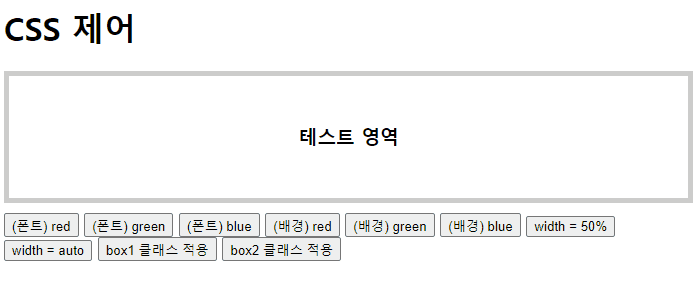 CSS 제어
테스트 영역
(폰트) red (폰트) green (폰트) blue (배경) red (배경) green (배경) blue width = 50%
width = auto box1 클래스 적용 box2 클래스 적용